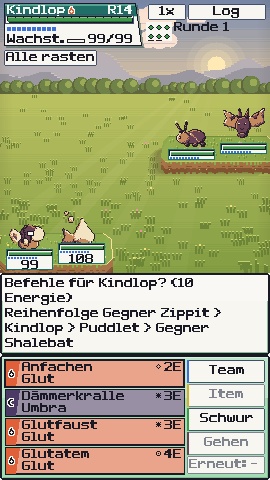 Kindlop R14
1x
Log
Wachst. 99/99
Runde 1
Alle rasten
99
108
Befehle für Kindlop? (10
Energie)
Reihenfolge Gegner Zippit >
Kindlop > Puddlet > Gegner
Shalebat
Anfachen 2E
Glut
Dämmerkralle *3E
Umbra
Glutfaust *3E
Glut
Glutatem 4E
Glut
Team
Item
Schwur
Gehen
Erneut:-